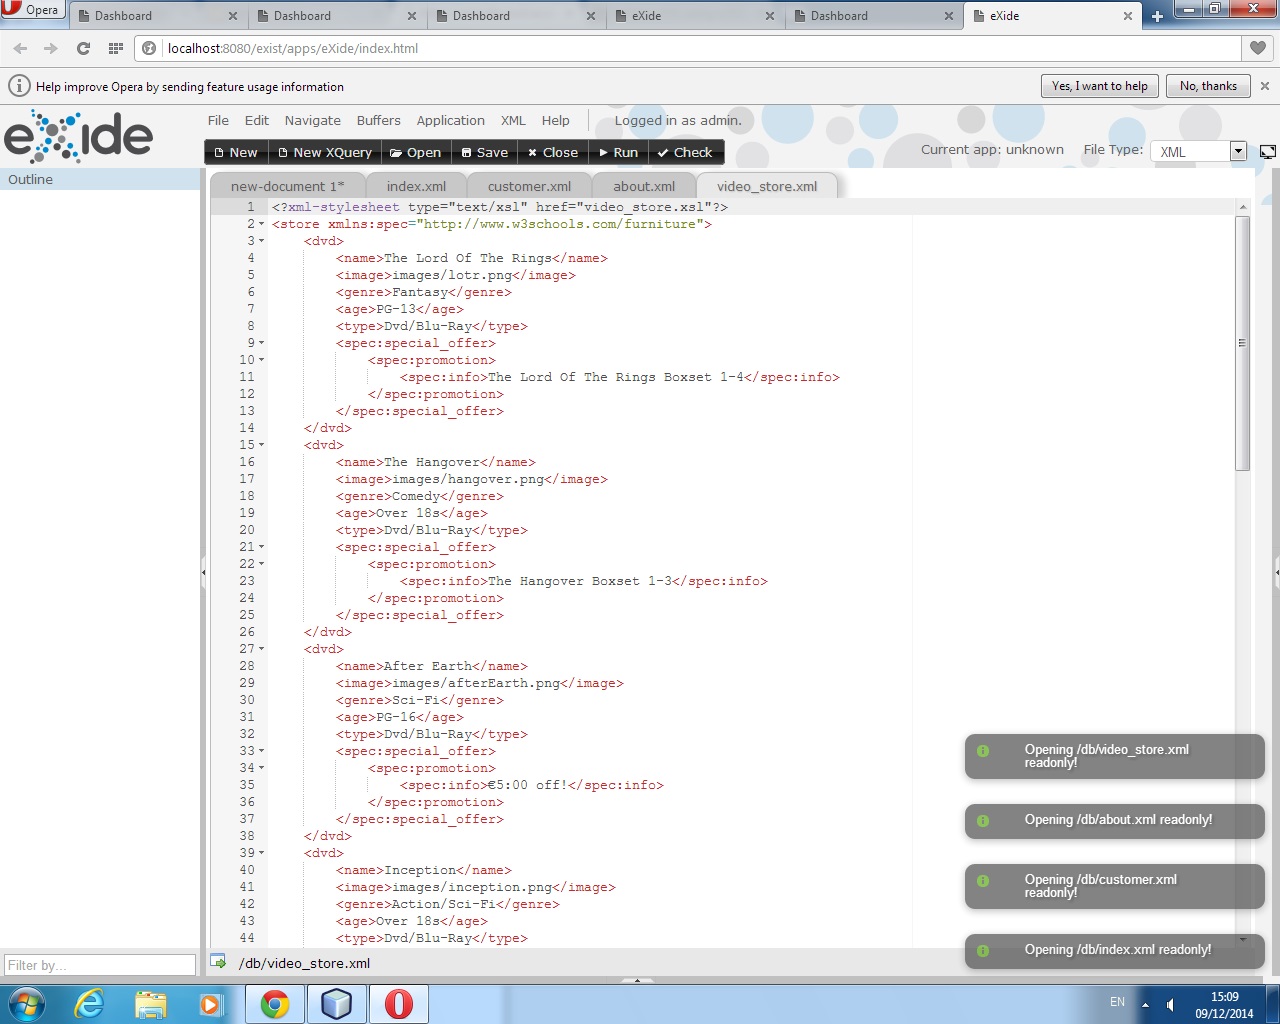 Opera
Dashboard
Dashboard
Dashboard
eXide
Dashboard
eXide
localhost:8080/exist/apps/eXide/index.html
Help improve Opera by sending feature usage information
Yes, I want to help
No, thanks
eXide
File Edit Navigate Buffers Application XML Help
Logged in as admin.
New
New XQuery
Open
Save
Close
Run
Check
Current app: unknown
File Type:
XML
Outline
new-document 1*
index.xml
customer.xml
about.xml
video_store.xml
1 <?xml-stylesheet type="text/xsl" href="video_store.xsl"?>
2 <store xmlns:spec="http://www.w3schools.com/furniture">
3 <dvd>
4 <name>The Lord Of The Rings</name>
5 <image>images/lotr.png</image>
6 <genre>Fantasy</genre>
7 <age>PG-13</age>
8 <type>Dvd/Blu-Ray</type>
9 <spec:special_offer>
10 <spec:promotion>
11 <spec:info>The Lord Of The Rings Boxset 1-4</spec:info>
12 </spec:promotion>
13 </spec:special_offer>
14 </dvd>
15 <dvd>
16 <name>The Hangover</name>
17 <image>images/hangover.png</image>
18 <genre>Comedy</genre>
19 <age>Over 18s</age>
20 <type>Dvd/Blu-Ray</type>
21 <spec:special_offer>
22 <spec:promotion>
23 <spec:info>The Hangover Boxset 1-3</spec:info>
24 </spec:promotion>
25 </spec:special_offer>
26 </dvd>
27 <dvd>
28 <name>After Earth</name>
29 <image>images/afterEarth.png</image>
30 <genre>Sci-Fi</genre>
31 <age>PG-16</age>
32 <type>Dvd/Blu-Ray</type>
33 <spec:special_offer>
34 <spec:promotion>
35 <spec:info>€5:00 off!</spec:info>
36 </spec:promotion>
37 </spec:special_offer>
38 </dvd>
39 <dvd>
40 <name>Inception</name>
41 <image>images/inception.png</image>
42 <genre>Action/Sci-Fi</genre>
43 <age>Over 18s</age>
44 <type>Dvd/Blu-Ray</type>
Opening /db/video_store.xml
readonly!
Opening /db/about.xml readonly!
Opening /db/customer.xml
readonly!
Opening /db/index.xml readonly!
Filter by...
/db/video_store.xml
EN
15:09
09/12/2014